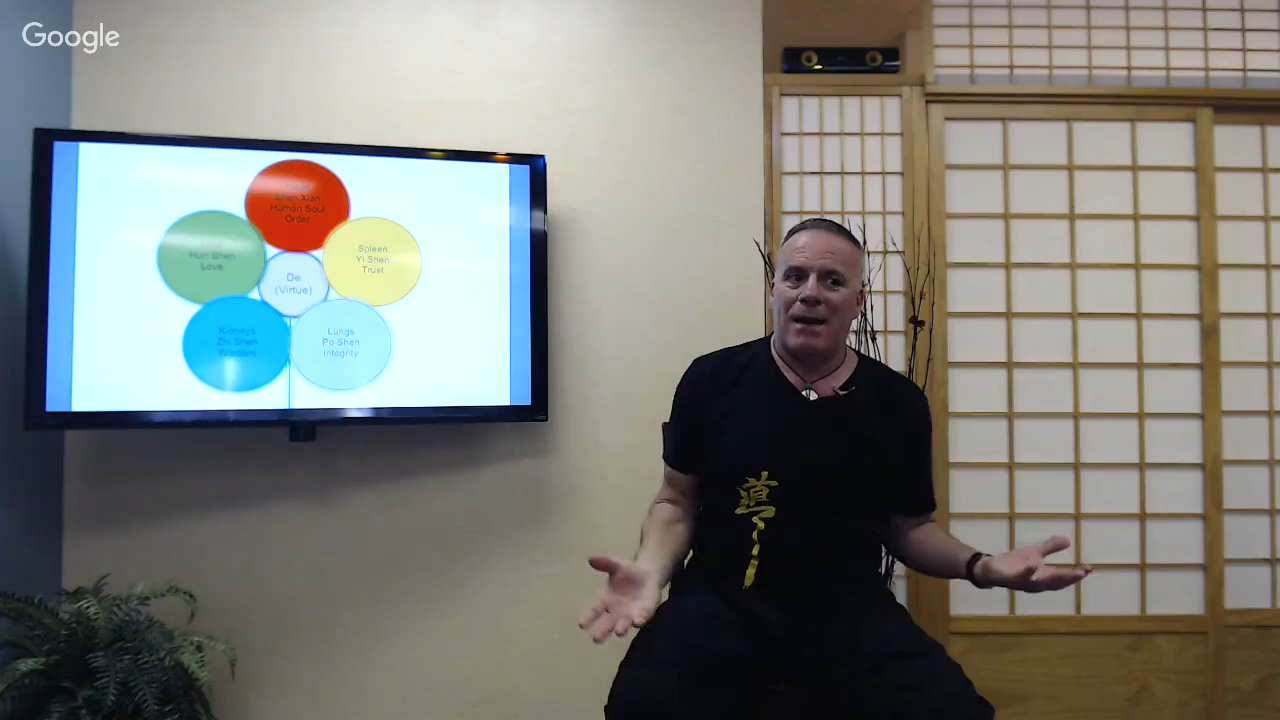 Google
Shen Xian
Human Soul
Order
Hun Shen
Love
Spleen
Yi Shen
Trust
De
(Virtue)
Kidneys
Zhi Shen
Wisdom
Lungs
Po Shen
Integrity
道